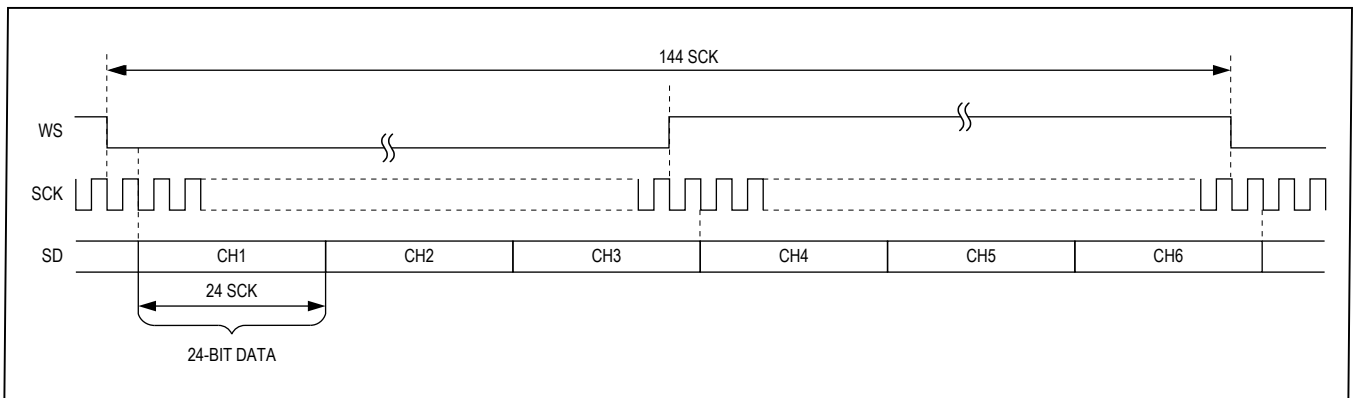 144 SCK
WS
SCK
SD
CH1 CH2 CH3 CH4 CH5 CH6
24 SCK
24-BIT DATA